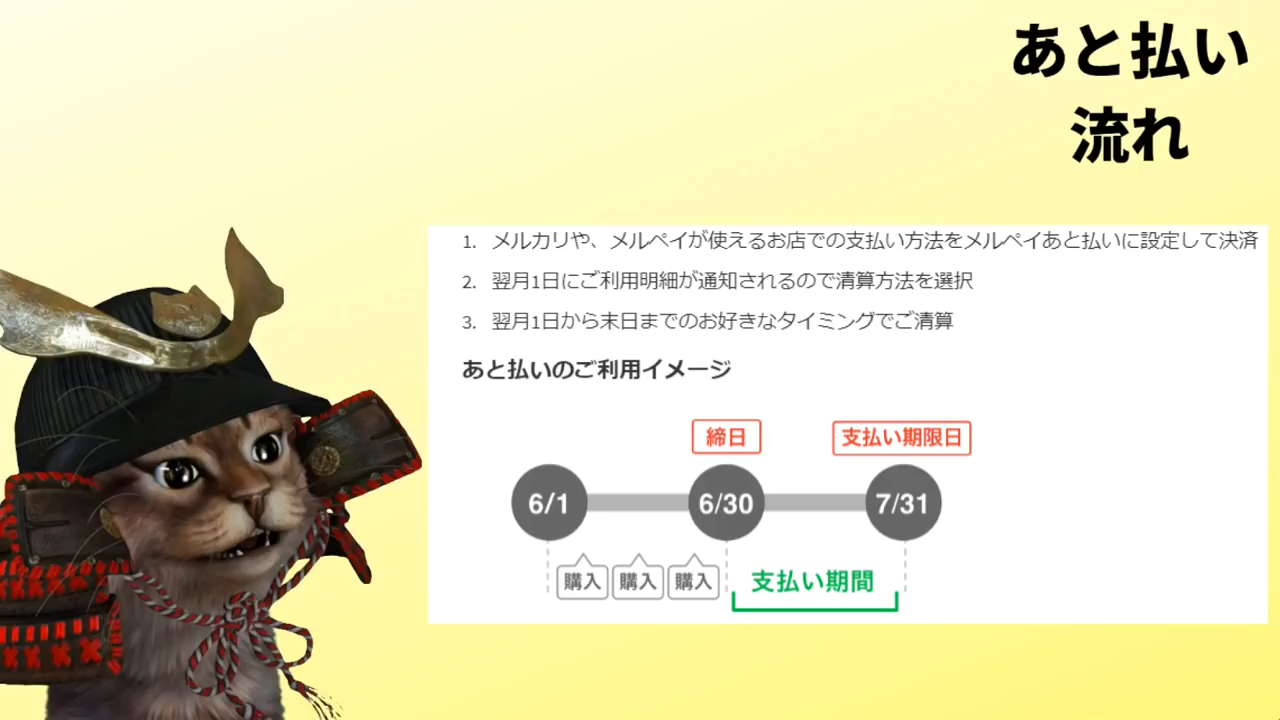 あと払い
流れ
1. メルカリや、メルペイが使えるお店での支払い方法をメルペイあと払いに設定して決済
2. 翌月1日にご利用明細が通知されるので清算方法を選択
3. 翌月1日から末日までのお好きなタイミングでご清算
あと払いのご利用イメージ
締日 支払い期限日
6/1 6/30 7/31
購入 購入 購入 支払い期間